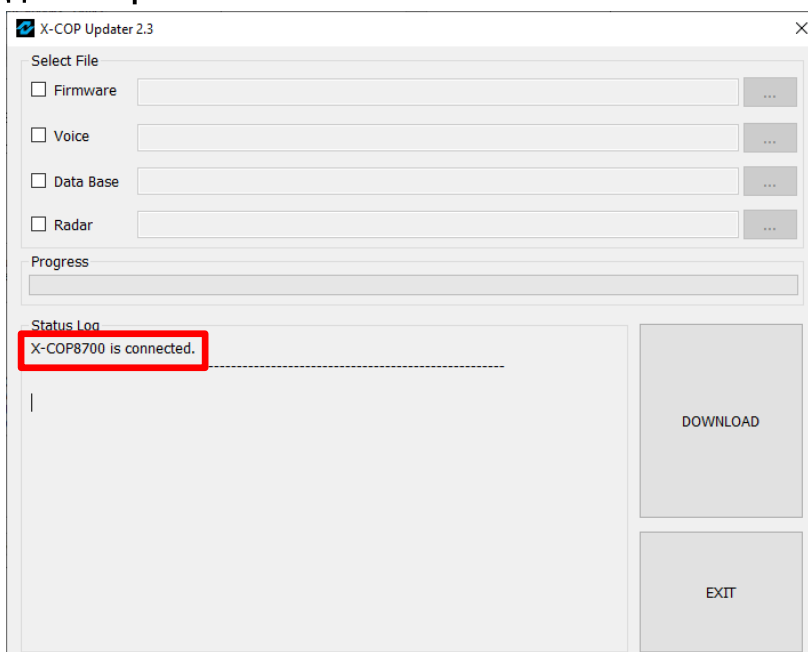 X-COP Updater 2.3
Select File
Firmware ...
Voice ...
Data Base ...
Radar ...
Progress
Status Log
X-COP8700 is connected.
DOWNLOAD
EXIT